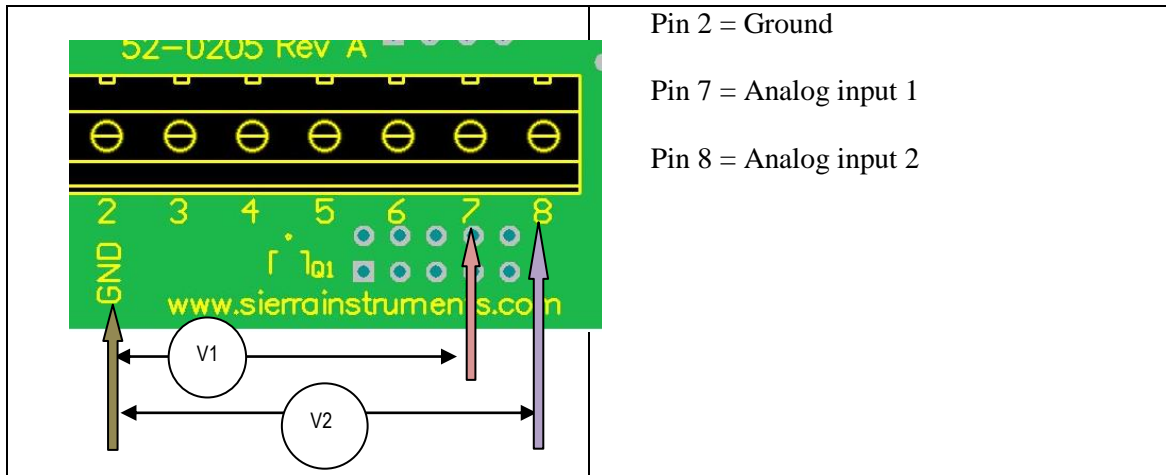 52-0205 Rev A
2 3 4 5 6 7 8
GND
Q1
www.sierrainstruments.com
V1
V2
Pin 2 = Ground
Pin 7 = Analog input 1
Pin 8 = Analog input 2